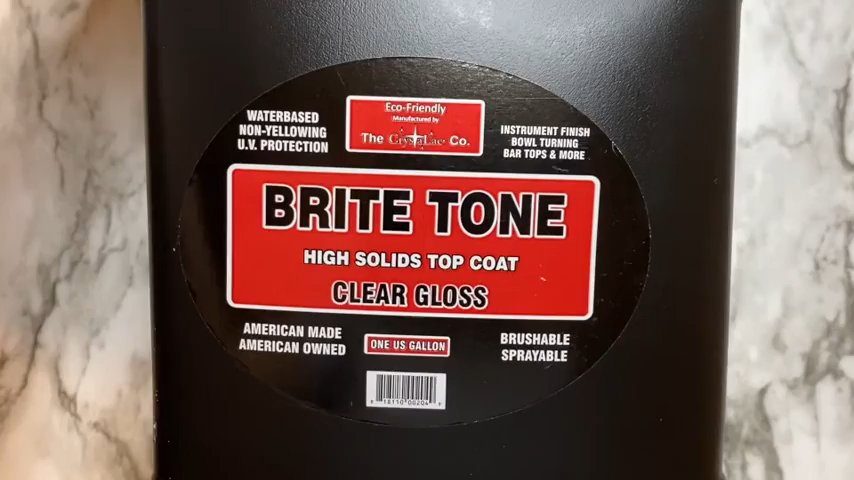 Eco-Friendly
Manufactured by
The CrystaLac Co.
WATERBASED
NON-YELLOWING
U.V. PROTECTION
INSTRUMENT FINISH
BOWL TURNING
BAR TOPS & MORE
BRITE TONE
HIGH SOLIDS TOP COAT
CLEAR GLOSS
AMERICAN MADE
AMERICAN OWNED
ONE US GALLON
BRUSHABLE
SPRAYABLE